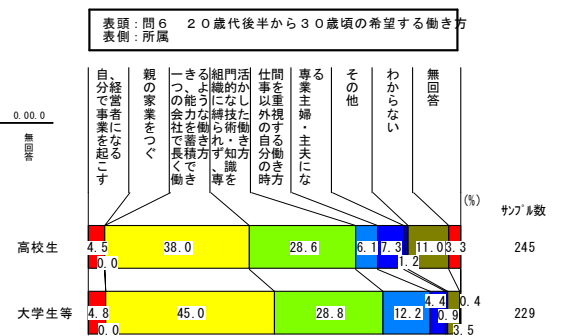 表頭：問６　２０歳代後半から３０歳頃の希望する働き方
表側：所属
0.00.0
無回答
自分で事業を起こす
、経営者になる
親の家業をつぐ
一つの会社で長く働
き、能力を蓄積でき
るような働き方
組織に縛られず、専
門的な技術・知識を
活かした働き方
仕事以外の自分の時
間を重視する働き方
専業主婦・主夫にな
る
その他
わからない
無回答
(%)
ｻﾝﾌﾟﾙ数
高校生
4.5
0.0
38.0
28.6
6.1
7.3
1.2
11.0
3.3
245
大学生等
4.8
0.0
45.0
28.8
12.2
4.4
0.9
3.5
0.4
229